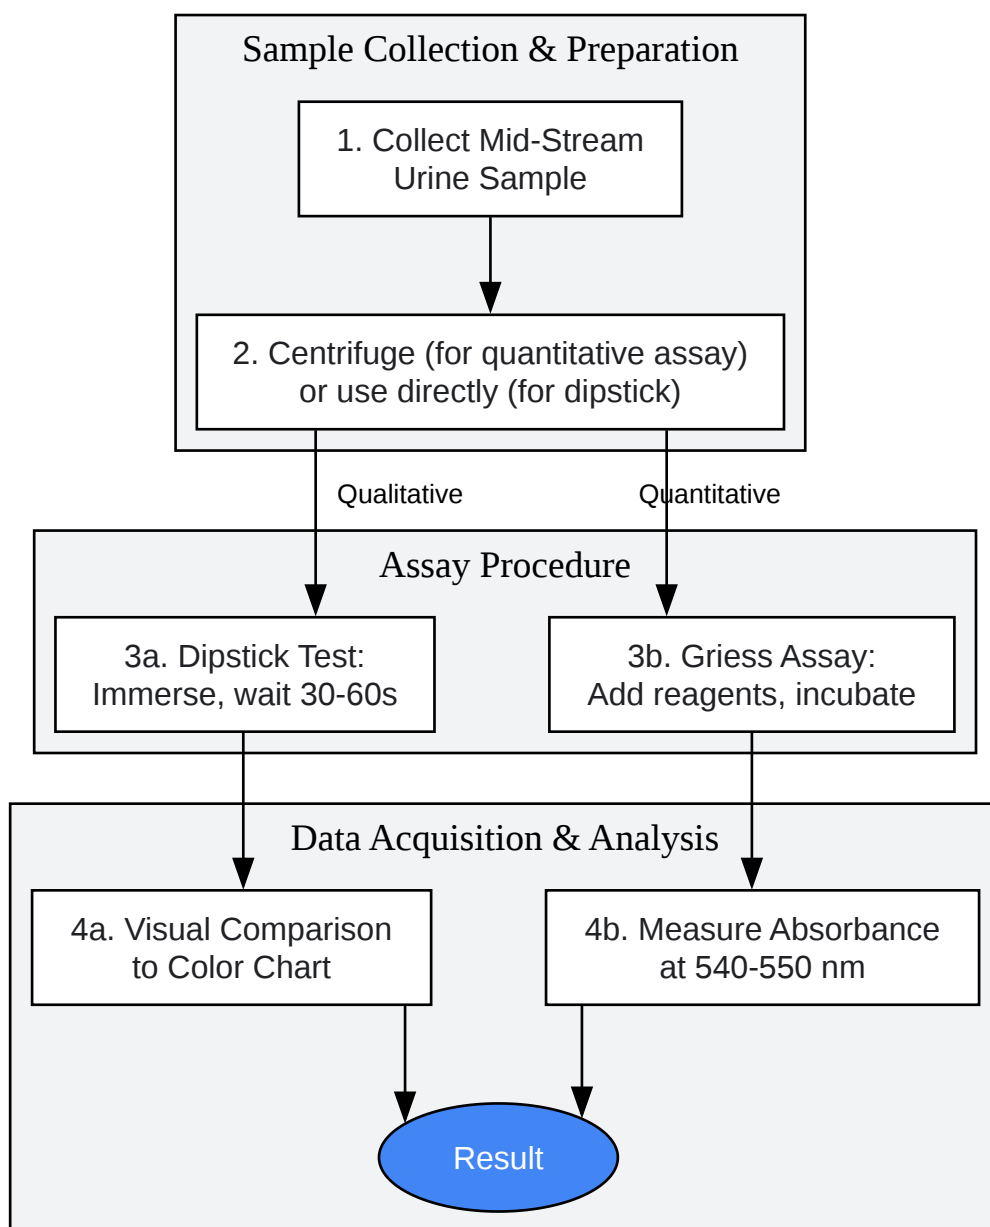 Sample Collection & Preparation
1. Collect Mid-Stream
Urine Sample
2. Centrifuge (for quantitative assay)
or use directly (for dipstick)
Qualitative
Quantitative
Assay Procedure
3a. Dipstick Test:
Immerse, wait 30-60s
3b. Griess Assay:
Add reagents, incubate
Data Acquisition & Analysis
4a. Visual Comparison
to Color Chart
4b. Measure Absorbance
at 540-550 nm
Result